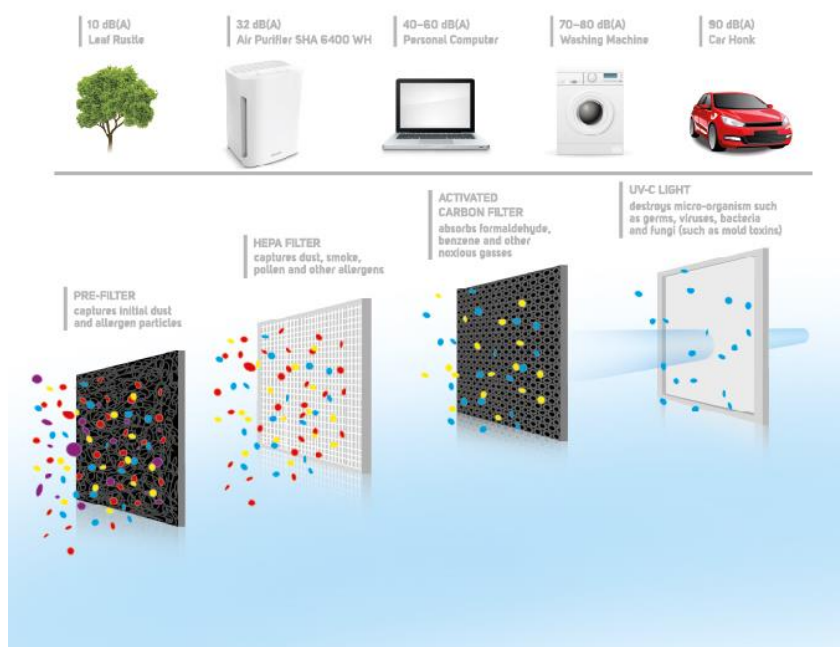 10 dB(A)
Leaf Rustle
32 dB(A)
Air Purifier SHA 6400 WH
40–60 dB(A)
Personal Computer
70–80 dB(A)
Washing Machine
90 dB(A)
Car Honk
PRE-FILTER
captures initial dust
and allergen particles
HEPA FILTER
captures dust, smoke,
pollen and other allergens
ACTIVATED
CARBON FILTER
absorbs formaldehyde,
benzene and other
noxious gasses
UV-C LIGHT
destroys micro-organism such
as germs, viruses, bacteria
and fungi (such as mold toxins)